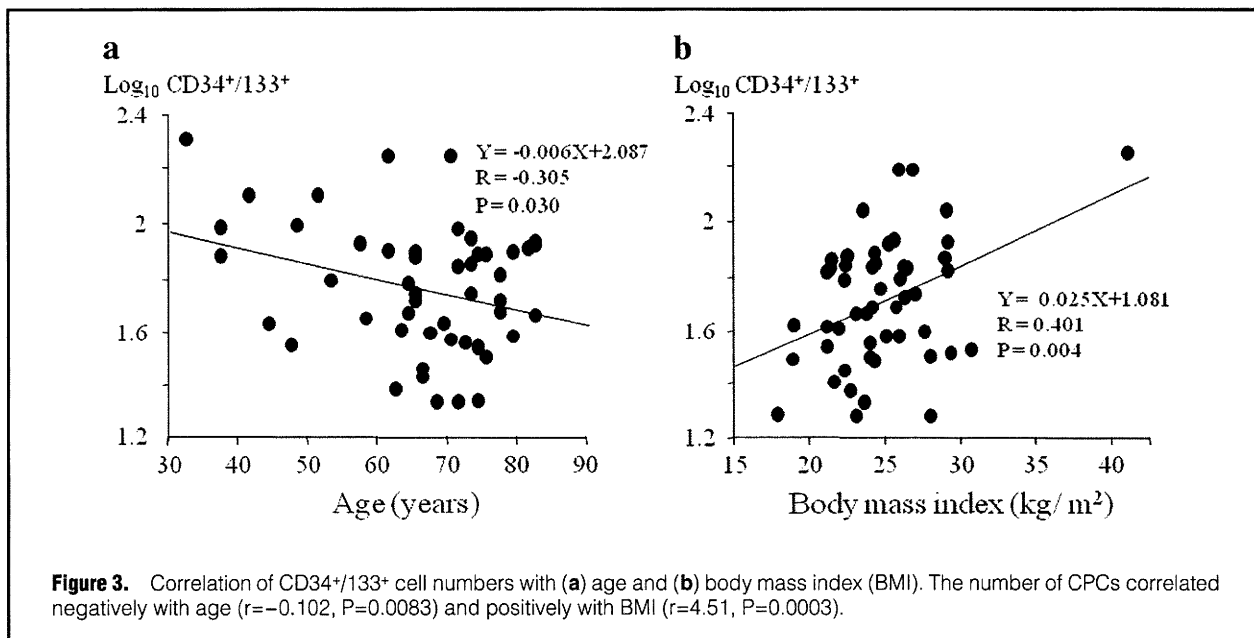 a
Log₁₀ CD34⁺/133⁺
2.4
2
1.6
1.2
30 40 50 60 70 80 90
Age (years)
Y= -0.006X+2.087
R= -0.305
P=0.030
b
Log₁₀ CD34⁺/133⁺
2.4
2
1.6
1.2
15 20 25 30 35 40
Body mass index (kg/ m²)
Y= 0.025X+1.081
R= 0.401
P=0.004
Figure 3. Correlation of CD34⁺/133⁺ cell numbers with (a) age and (b) body mass index (BMI). The number of CPCs correlated
negatively with age (r=−0.102, P=0.0083) and positively with BMI (r=4.51, P=0.0003).